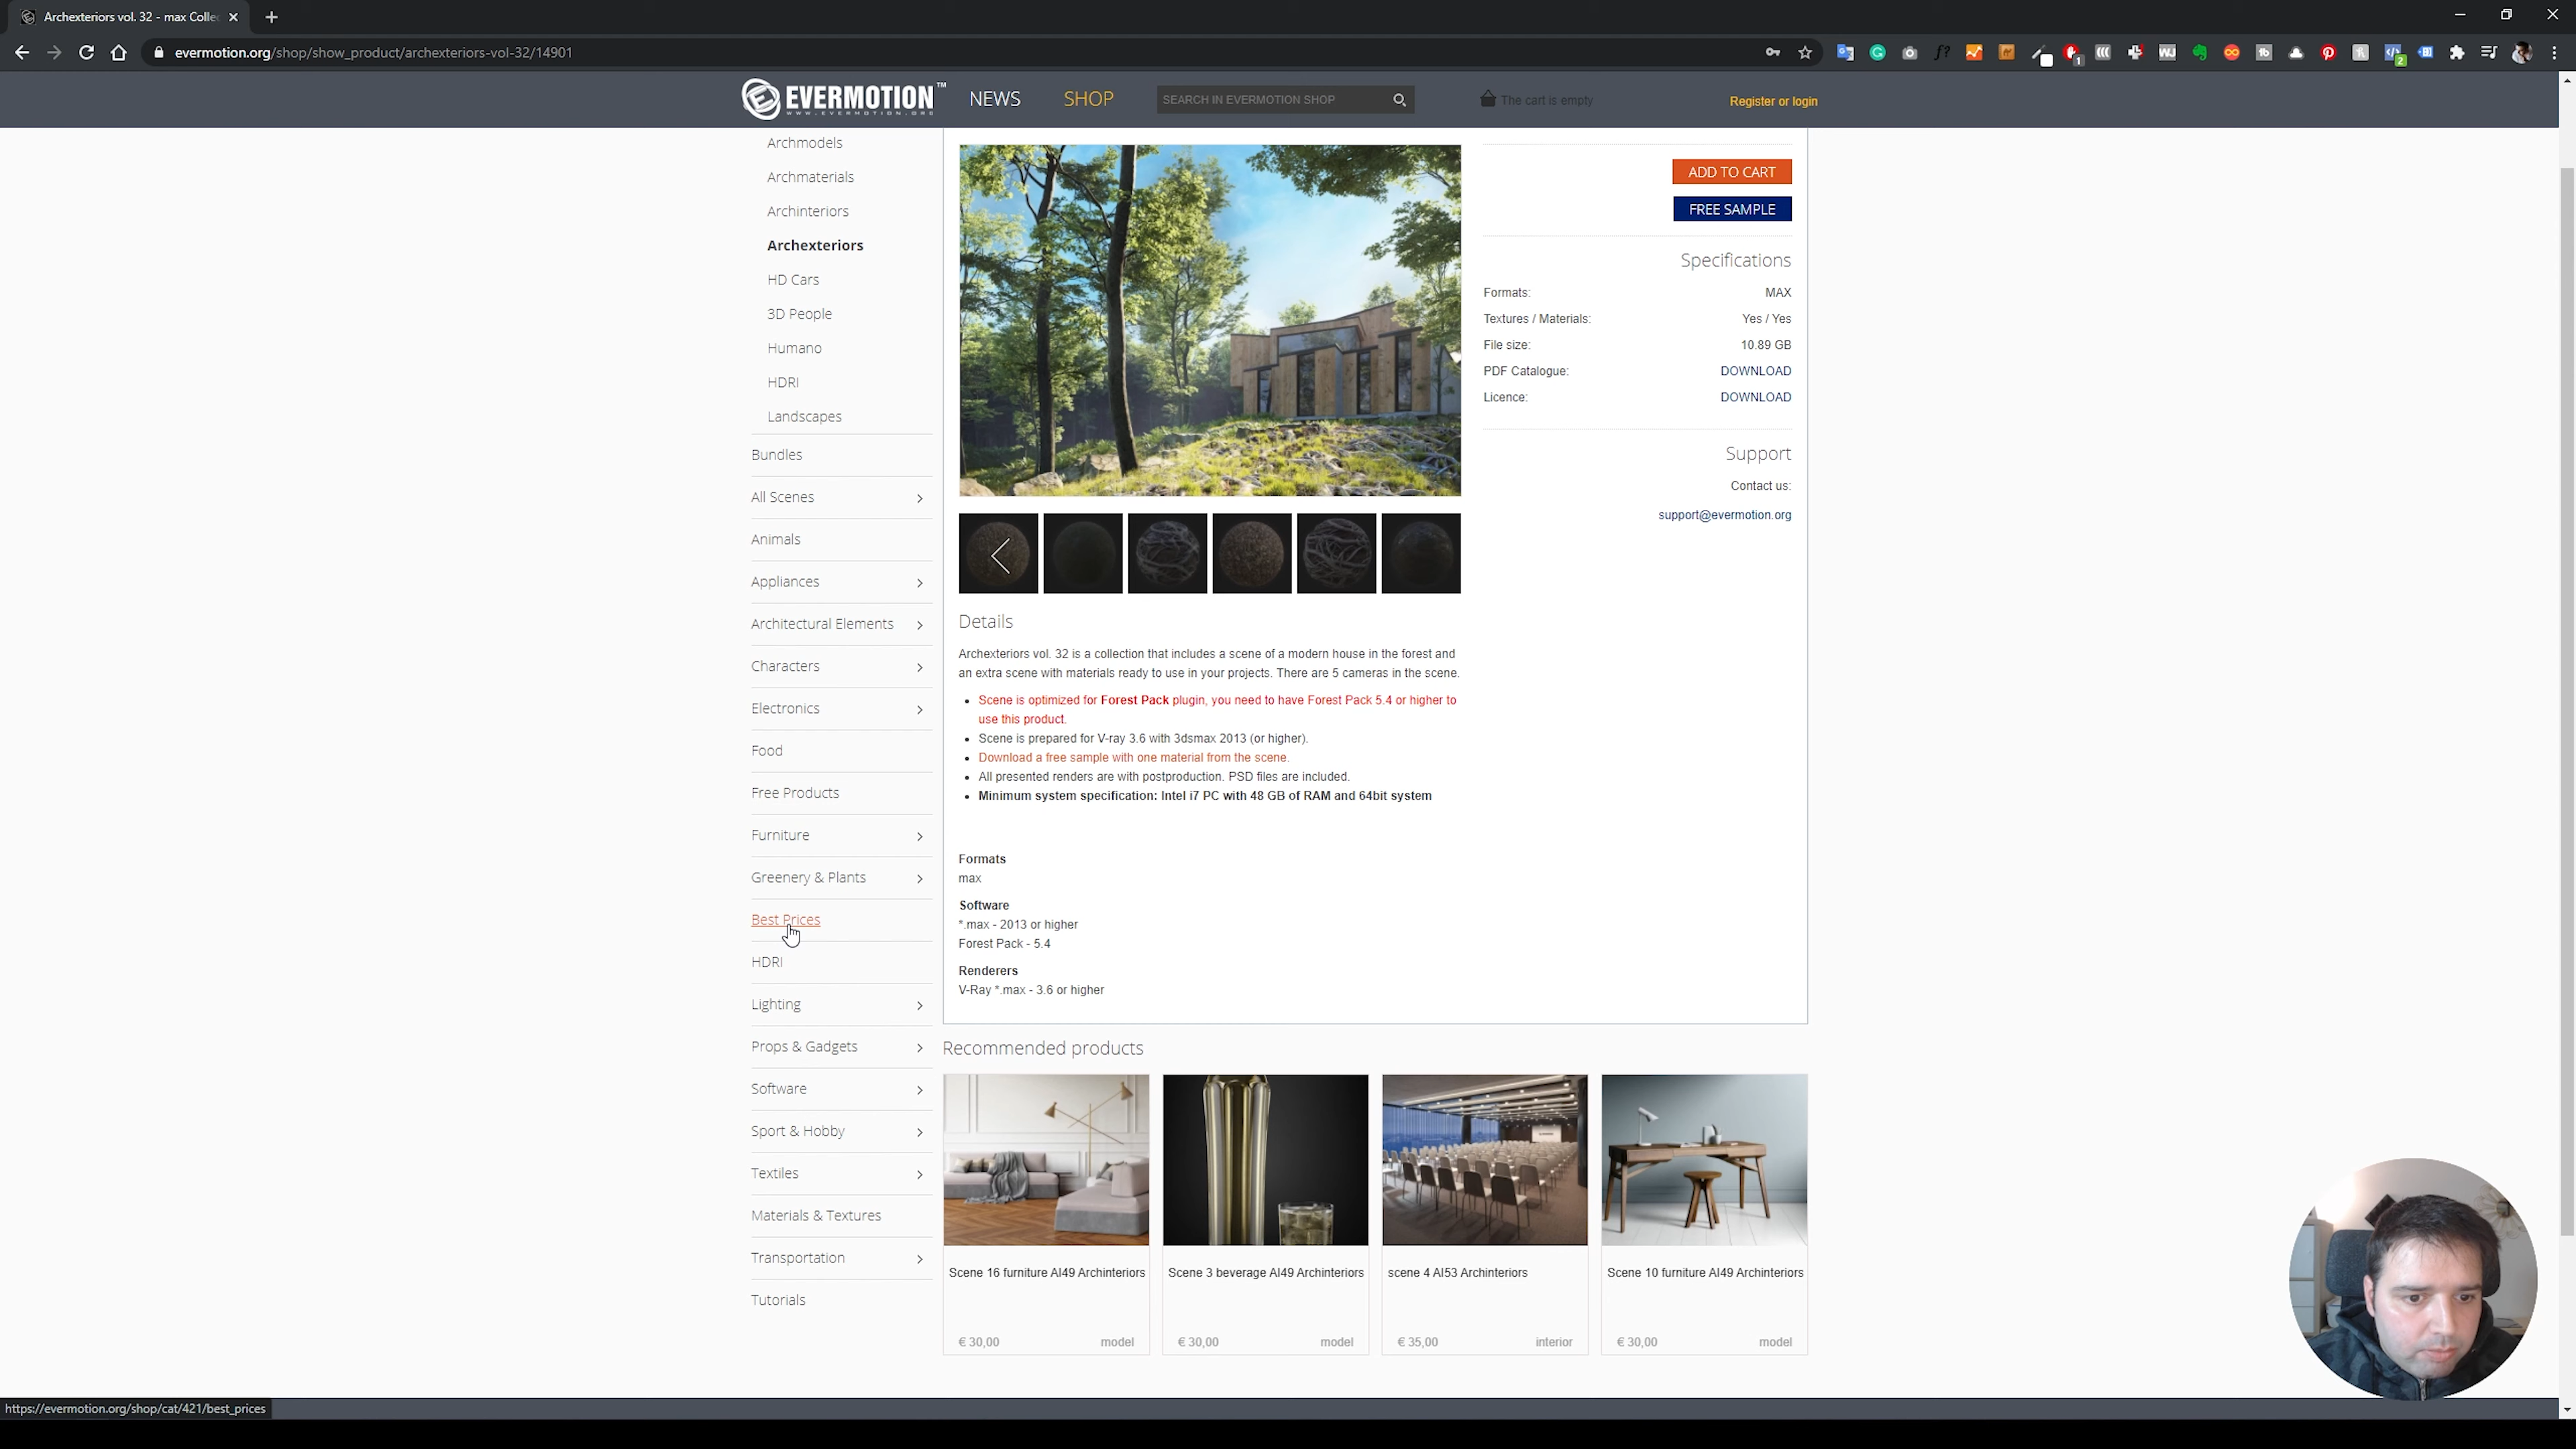 Archexteriors vol. 32 - max Colle
evermotion.org/shop/show_product/archexteriors-vol-32/14901
EVERMOTION™
WWW.EVERMOTION.ORG
NEWS
SHOP
SEARCH IN EVERMOTION SHOP
The cart is empty
Register or login
Archmodels
Archmaterials
Archinteriors
Archexteriors
HD Cars
3D People
Humano
HDRI
Landscapes
Bundles
All Scenes
Animals
Appliances
Architectural Elements
Characters
Electronics
Food
Free Products
Furniture
Greenery & Plants
Best Prices
HDRI
Lighting
Props & Gadgets
Software
Sport & Hobby
Textiles
Materials & Textures
Transportation
Tutorials
ADD TO CART
FREE SAMPLE
Specifications
Formats: MAX
Textures / Materials: Yes / Yes
File size: 10.89 GB
PDF Catalogue: DOWNLOAD
Licence: DOWNLOAD
Support
Contact us:
support@evermotion.org
Details
Archexteriors vol. 32 is a collection that includes a scene of a modern house in the forest and
an extra scene with materials ready to use in your projects. There are 5 cameras in the scene.
• Scene is optimized for Forest Pack plugin, you need to have Forest Pack 5.4 or higher to
use this product.
• Scene is prepared for V-ray 3.6 with 3dsmax 2013 (or higher).
• Download a free sample with one material from the scene.
• All presented renders are with postproduction. PSD files are included.
• Minimum system specification: Intel i7 PC with 48 GB of RAM and 64bit system
Formats
max
Software
*.max - 2013 or higher
Forest Pack - 5.4
Renderers
V-Ray *.max - 3.6 or higher
Recommended products
Scene 16 furniture AI49 Archinteriors
€ 30,00 model
Scene 3 beverage AI49 Archinteriors
€ 30,00 model
scene 4 AI53 Archinteriors
€ 35,00 interior
Scene 10 furniture AI49 Archinteriors
€ 30,00 model
https://evermotion.org/shop/cat/421/best_prices